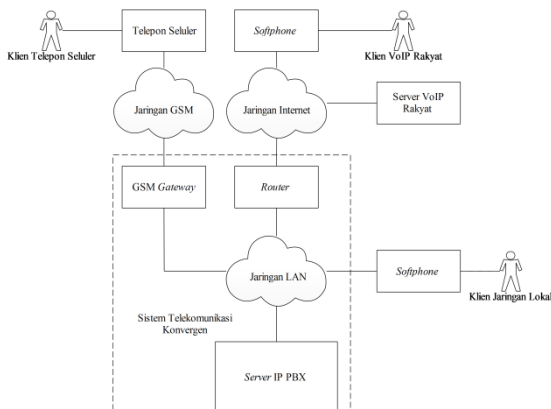 Telepon Seluler
Softphone
Klien Telepon Seluler
Klien VoIP Rakyat
Jaringan GSM
Jaringan Internet
Server VoIP
Rakyat
GSM Gateway
Router
Jaringan LAN
Softphone
Klien Jaringan Lokal
Sistem Telekomunikasi
Konvergen
Server IP PBX